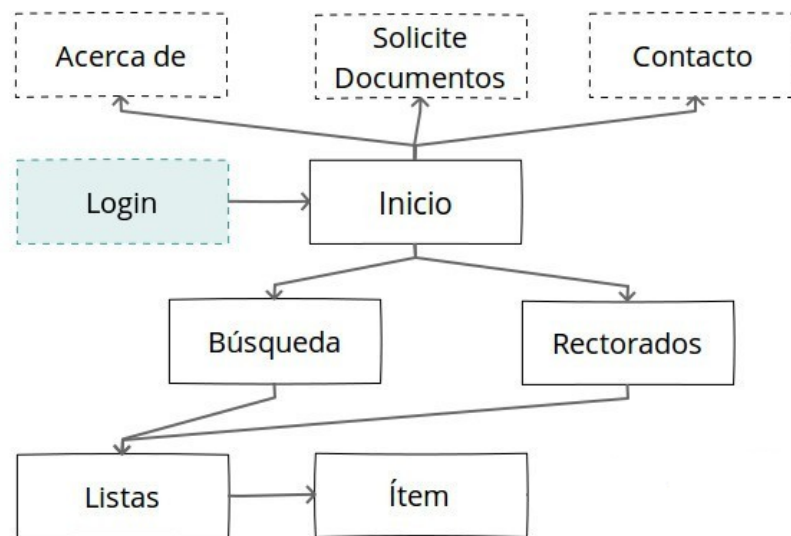 Acerca de
Solicite
Documentos
Contacto
Login
Inicio
Búsqueda
Rectorados
Listas
Ítem